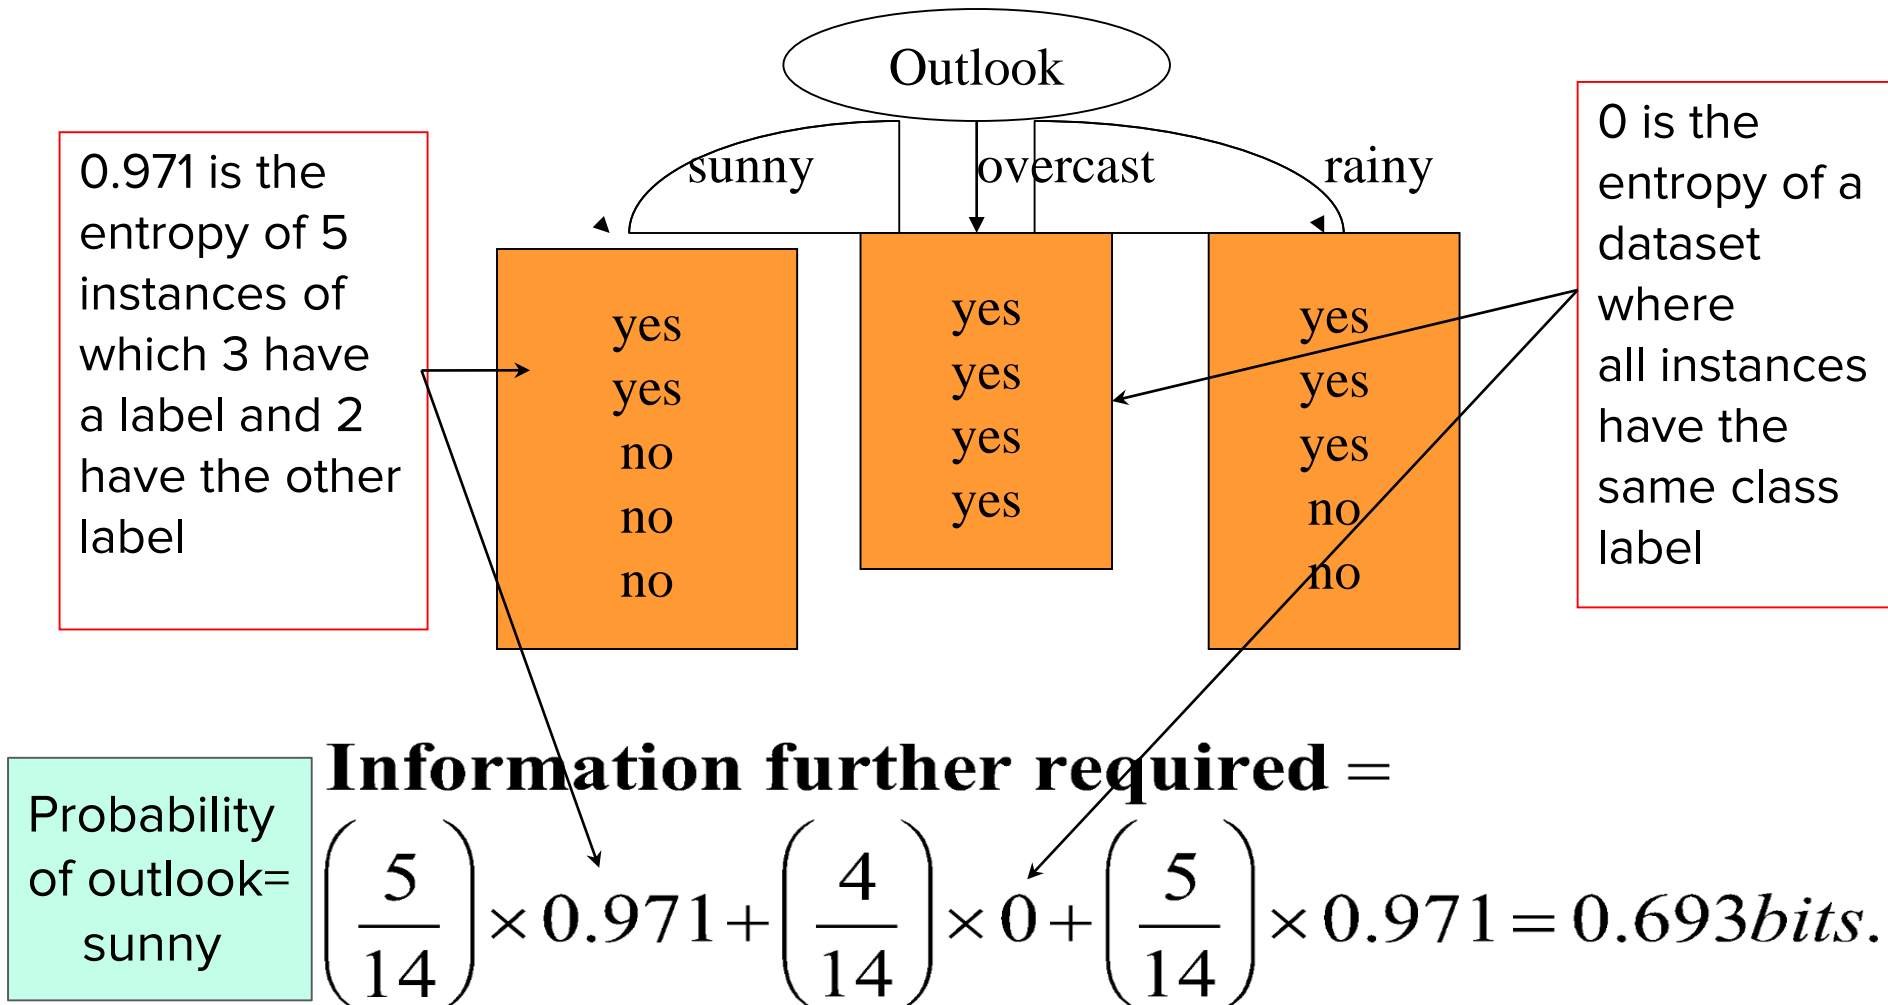 Outlook
sunny
overcast
rainy
0.971 is the
entropy of 5
instances of
which 3 have
a label and 2
have the other
label
yes
yes
no
no
no
yes
yes
yes
yes
yes
yes
yes
no
no
0 is the
entropy of a
dataset
where
all instances
have the
same class
label
Probability
of outlook=
sunny
Information further required =
(5/14) × 0.971 + (4/14) × 0 + (5/14) × 0.971 = 0.693bits.